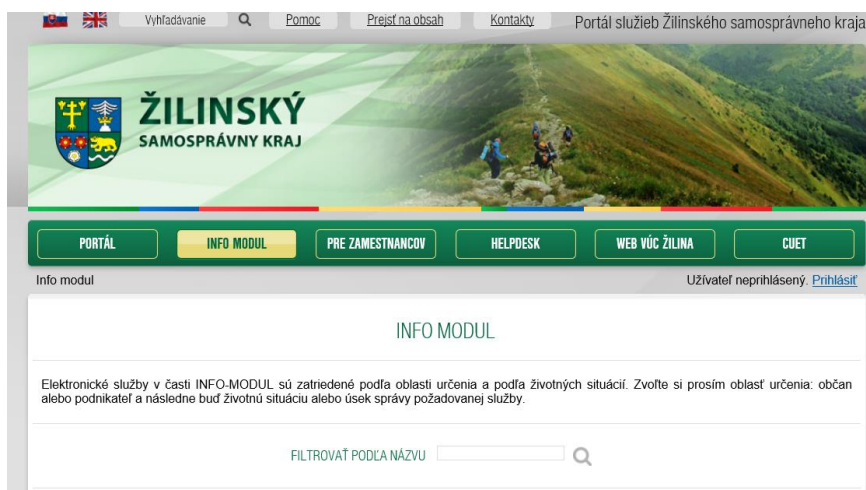 Vyhľadávanie Pomoc Prejsť na obsah Kontakty Portál služieb Žilinského samosprávneho kraja
ŽILINSKÝ
SAMOSPRÁVNY KRAJ
PORTÁL INFO MODUL PRE ZAMESTNANCOV HELPDESK WEB VÚC ŽILINA CUET
Info modul Užívateľ neprihlásený. Prihlásiť
INFO MODUL
Elektronické služby v časti INFO-MODUL sú zatriedené podľa oblasti určenia a podľa životných situácií. Zvoľte si prosím oblasť určenia: občan
alebo podnikateľ a následne buď životnú situáciu alebo úsek správy požadovanej služby.
FILTROVAŤ PODĽA NÁZVU